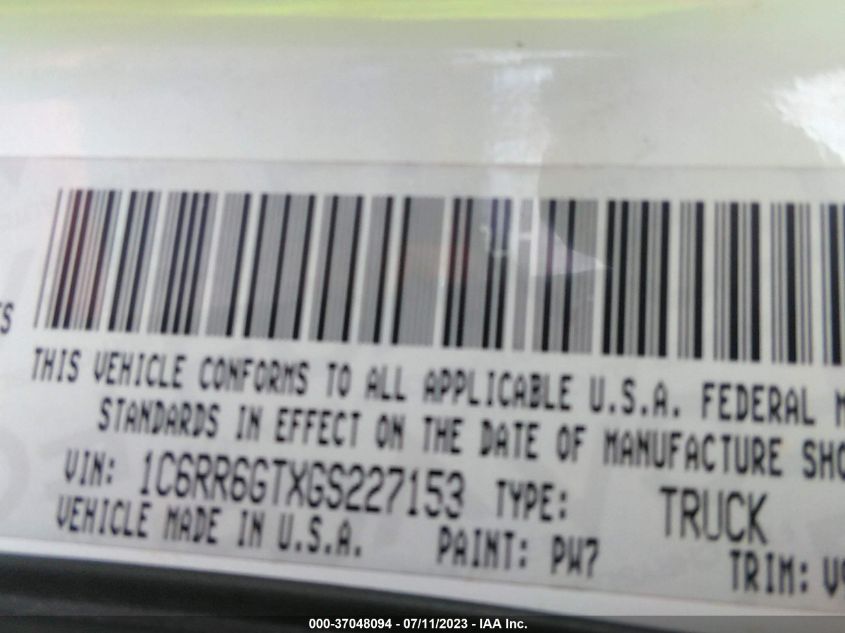 THIS VEHICLE CONFORMS TO ALL APPLICABLE U.S.A. FEDERAL
STANDARDS IN EFFECT ON THE DATE OF MANUFACTURE SHO
VIN: 1C6RR6GTXGS227153 TYPE: TRUCK
VEHICLE MADE IN U.S.A. PAINT: PW7 TRIM:
000-37048094 - 07/11/2023 - IAA Inc.